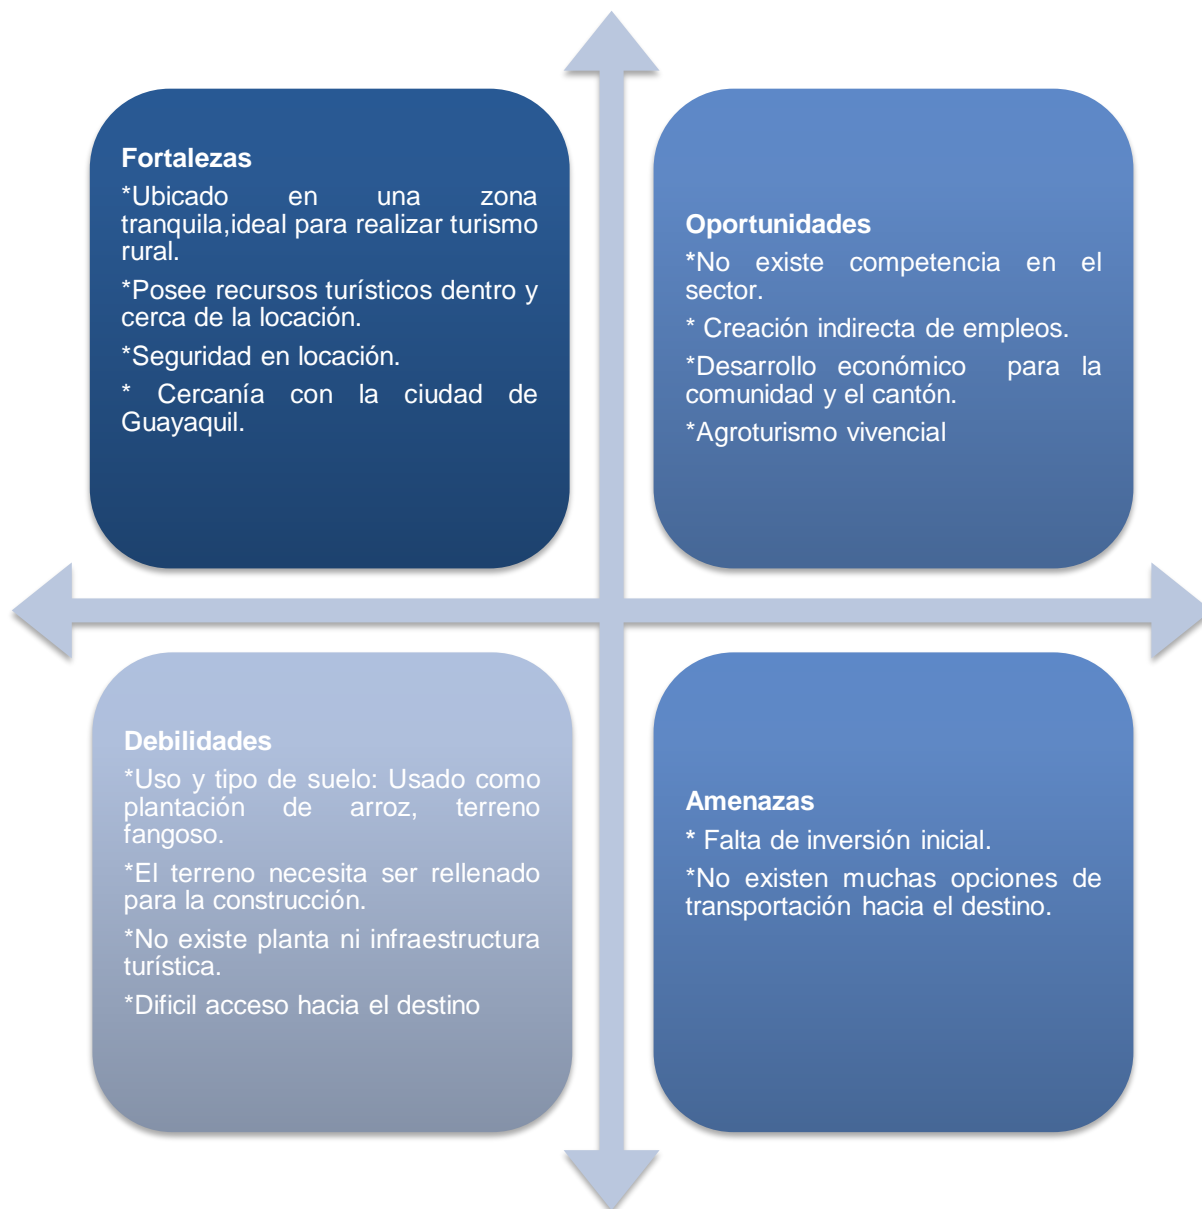 Fortalezas
*Ubicado en una zona
tranquila,ideal para realizar turismo
rural.
*Posee recursos turísticos dentro y
cerca de la locación.
*Seguridad en locación.
* Cercanía con la ciudad de
Guayaquil.
Oportunidades
*No existe competencia en el
sector.
* Creación indirecta de empleos.
*Desarrollo económico para la
comunidad y el cantón.
*Agroturismo vivencial
Debilidades
*Uso y tipo de suelo: Usado como
plantación de arroz, terreno
fangoso.
*El terreno necesita ser rellenado
para la construcción.
*No existe planta ni infraestructura
turística.
*Dificil acceso hacia el destino
Amenazas
* Falta de inversión inicial.
*No existen muchas opciones de
transportación hacia el destino.